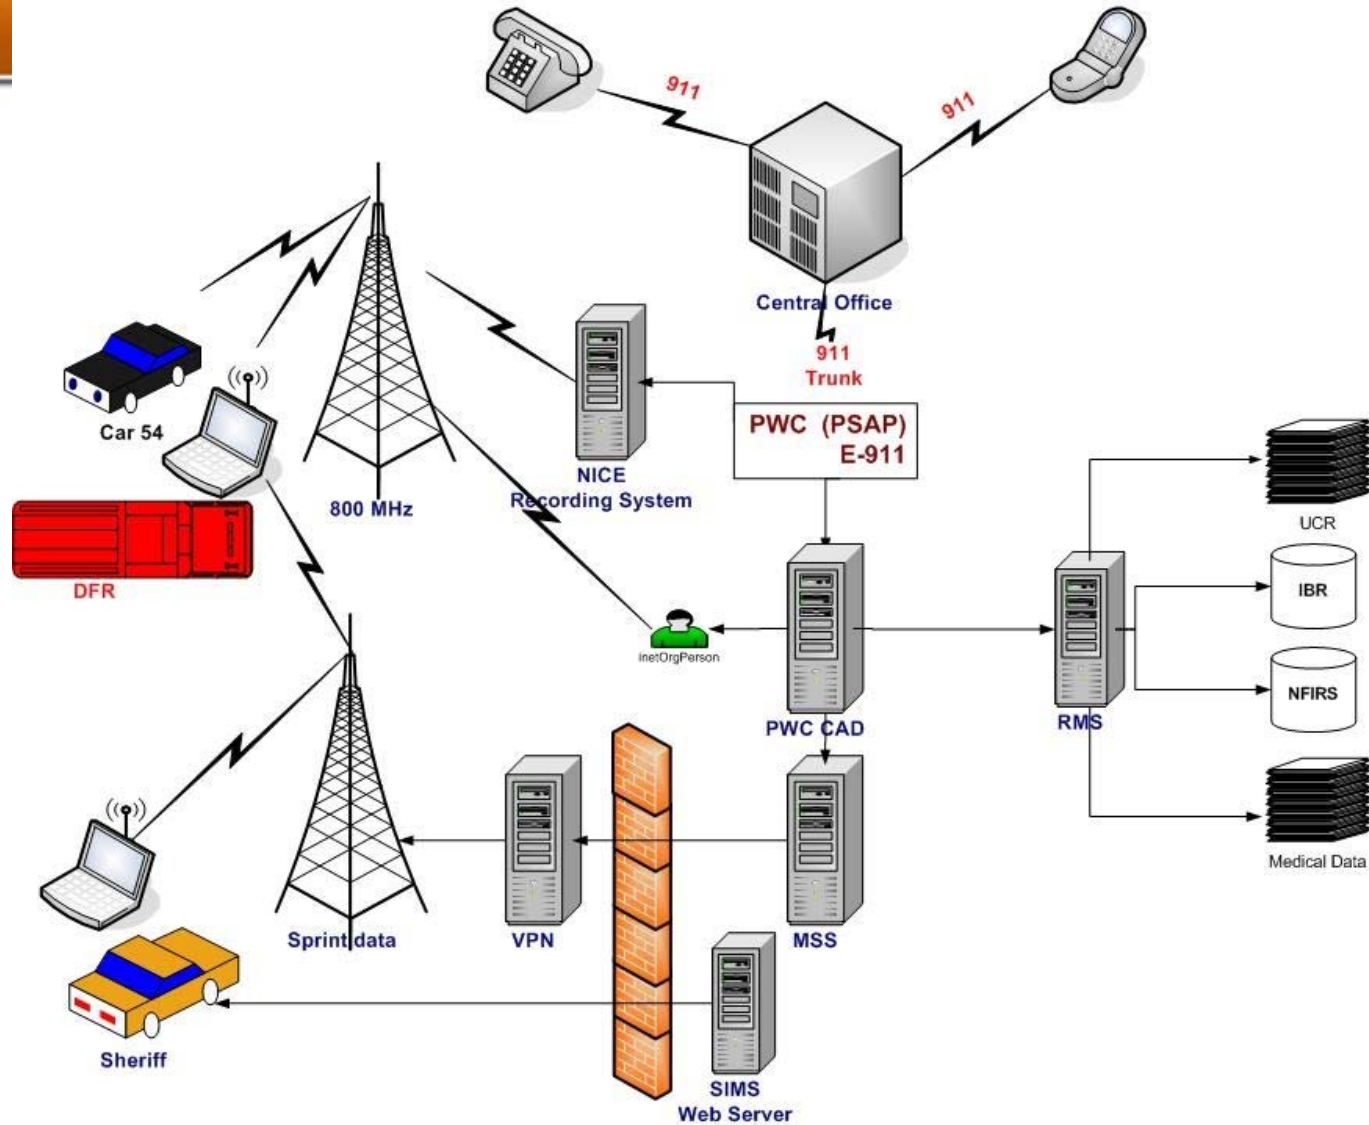 911
911
Central Office
911
Trunk
PWC (PSAP)
E-911
Car 54
NICE
Recording System
800 MHz
UCR
DFR
IBR
inetOrgPerson
NFIRS
PWC CAD
RMS
Medical Data
Sprint data
VPN
MSS
Sheriff
SIMS
Web Server